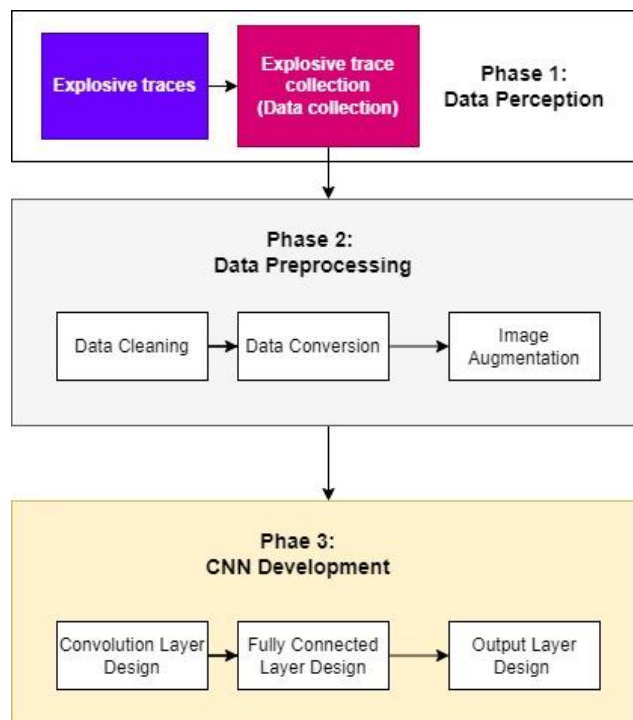 Explosive traces
Explosive trace
collection
(Data collection)
Phase 1:
Data Perception
Phase 2:
Data Preprocessing
Data Cleaning
Data Conversion
Image
Augmentation
Phae 3:
CNN Development
Convolution Layer
Design
Fully Connected
Layer Design
Output Layer
Design